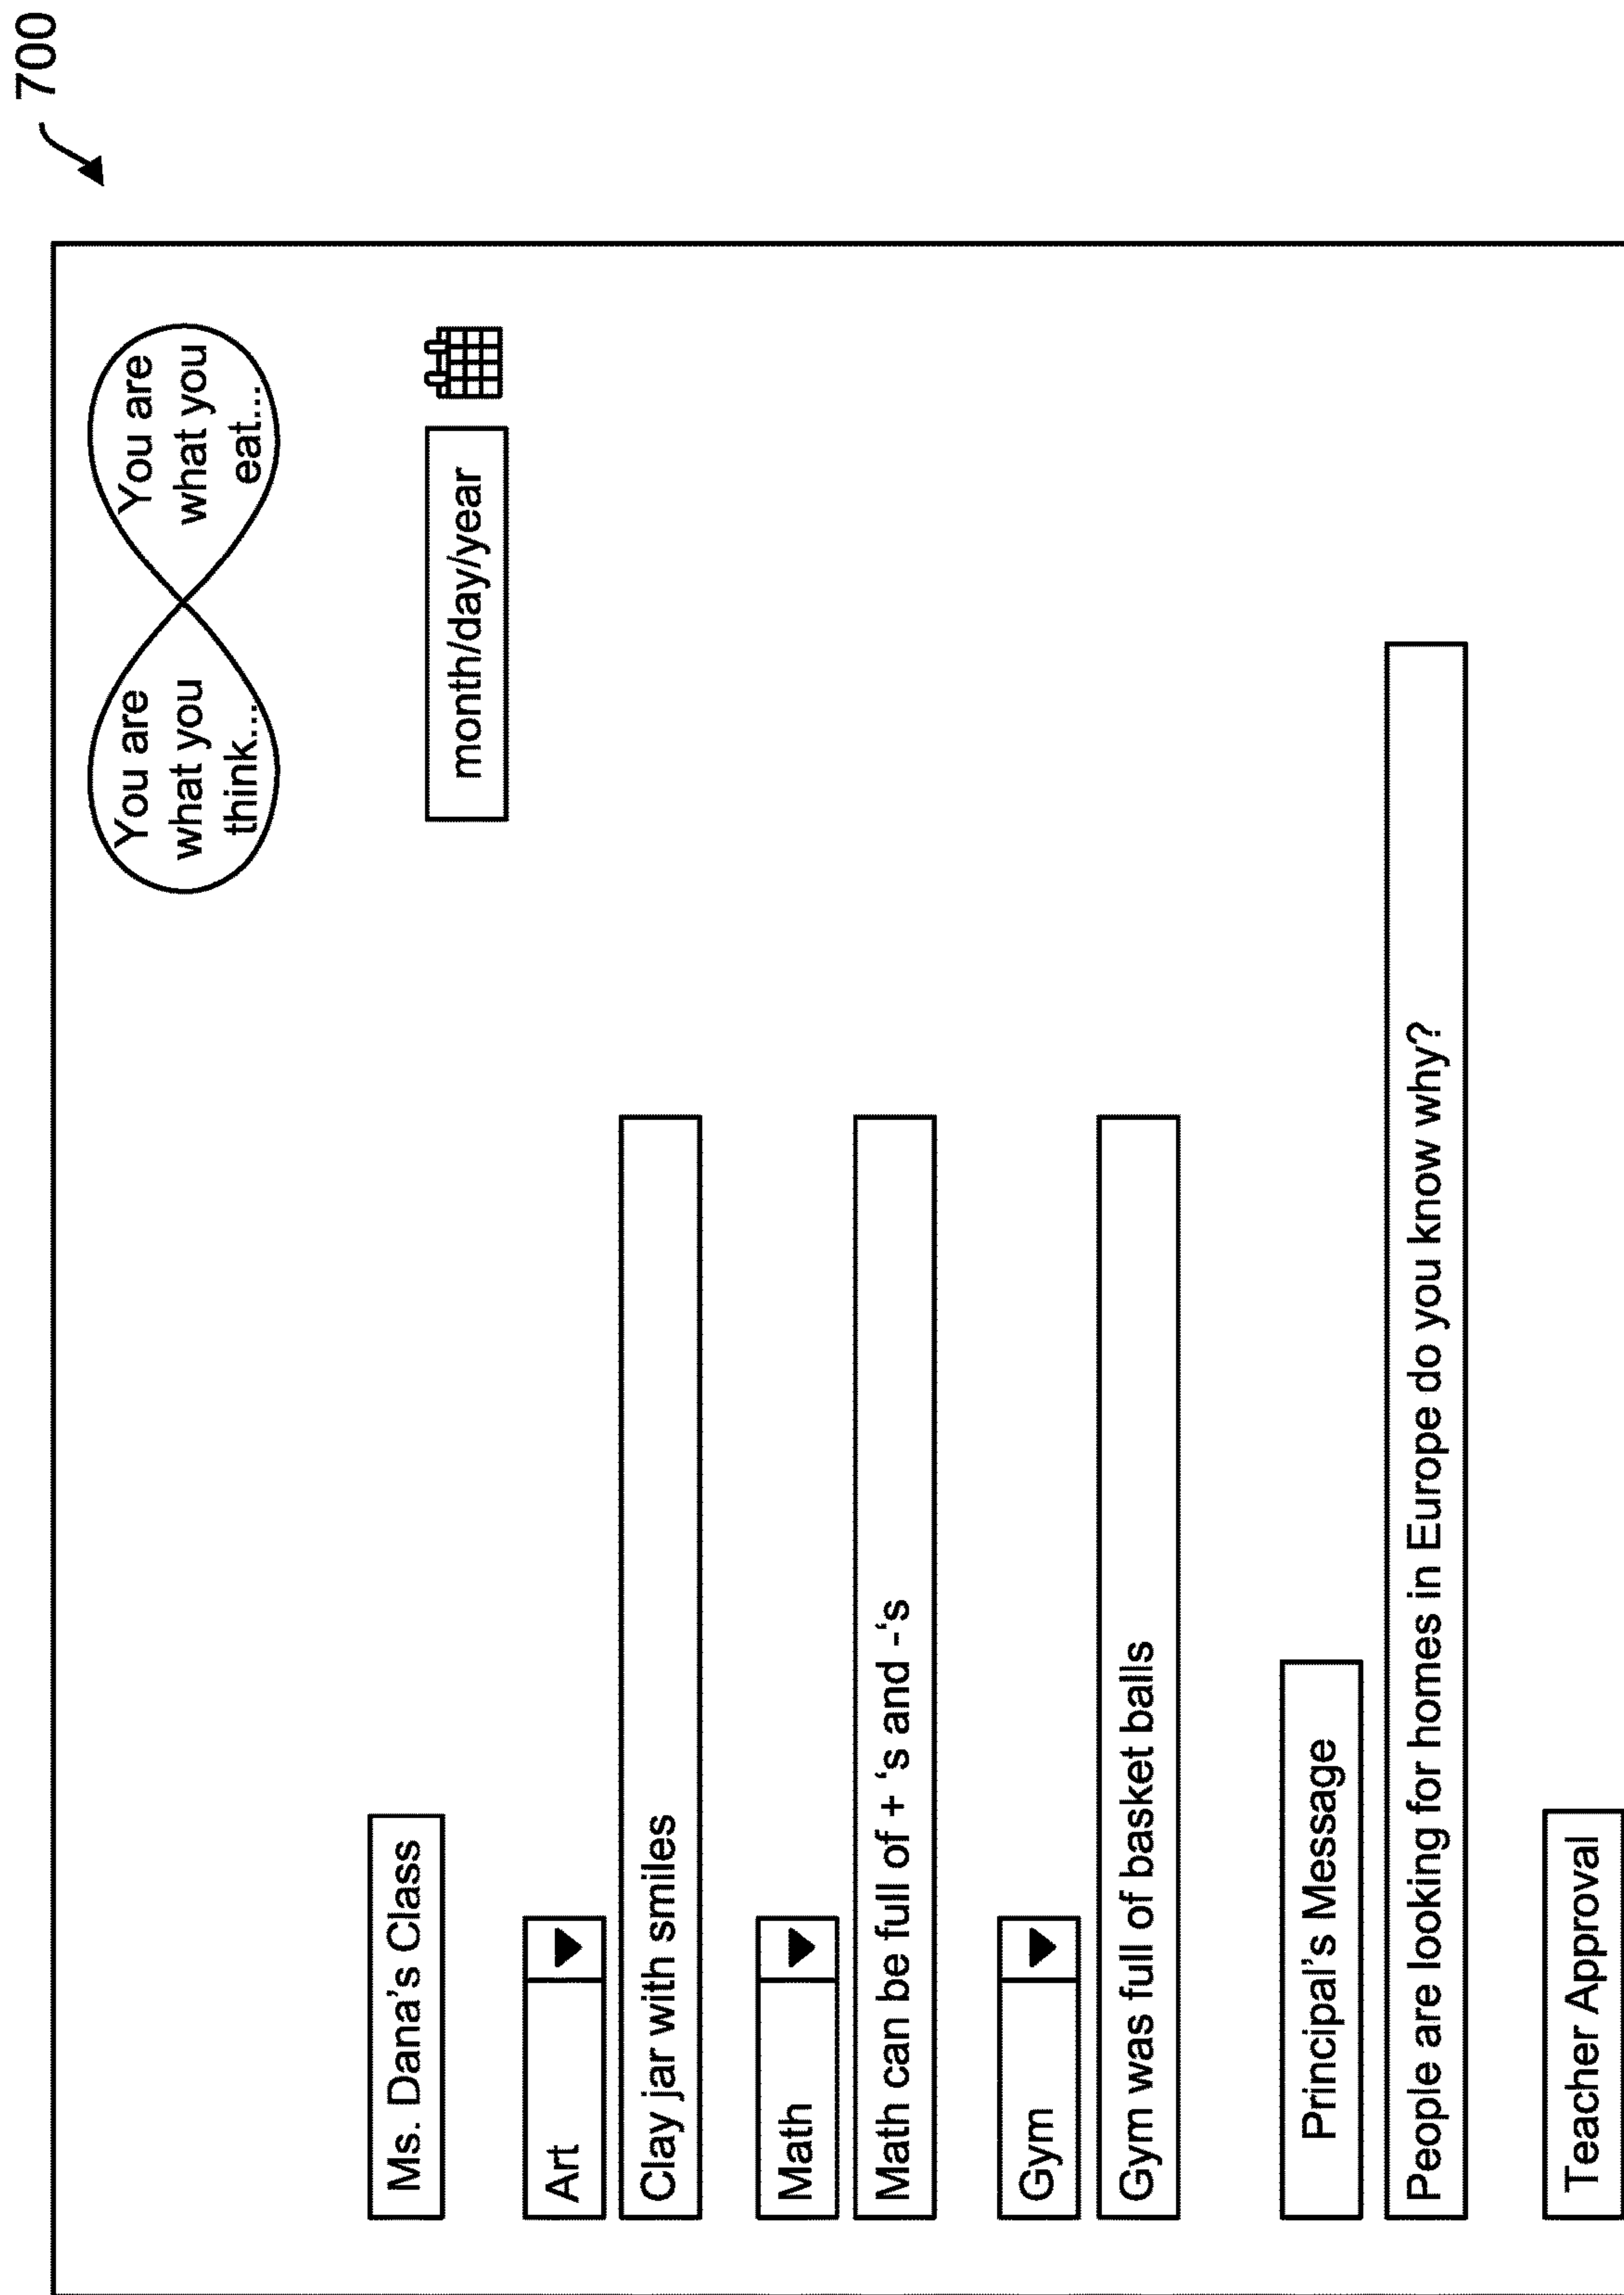 700
You are
what you
think...
You are
what you
eat...
month/day/year
Ms. Dana's Class
Art
Clay jar with smiles
Math
Math can be full of + ‘s and -‘s
Gym
Gym was full of basket balls
Principal's Message
People are looking for homes in Europe do you know why?
Teacher Approval